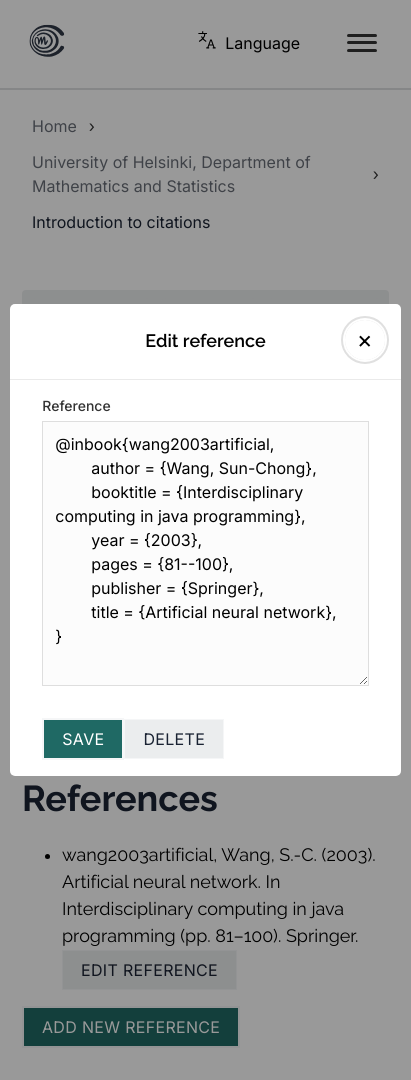 Language
Home ›
University of Helsinki, Department of
Mathematics and Statistics ›
Introduction to citations
Edit reference
Reference
@inbook{wang2003artificial,
author = {Wang, Sun-Chong},
booktitle = {Interdisciplinary
computing in java programming},
year = {2003},
pages = {81--100},
publisher = {Springer},
title = {Artificial neural network},
}
SAVE DELETE
References
• wang2003artificial, Wang, S.-C. (2003).
Artificial neural network. In
Interdisciplinary computing in java
programming (pp. 81–100). Springer.
EDIT REFERENCE
ADD NEW REFERENCE